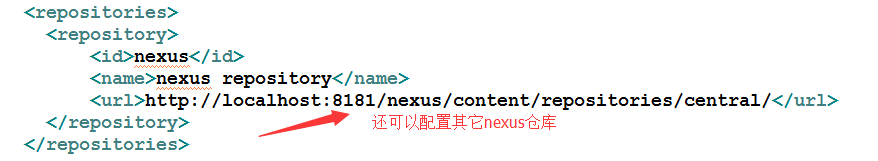 <repositories>
<repository>
<id>nexus</id>
<name>nexus repository</name>
<url>http://localhost:8181/nexus/content/repositories/central/</url>
</repository>
还可以配置其它nexus仓库
</repositories>